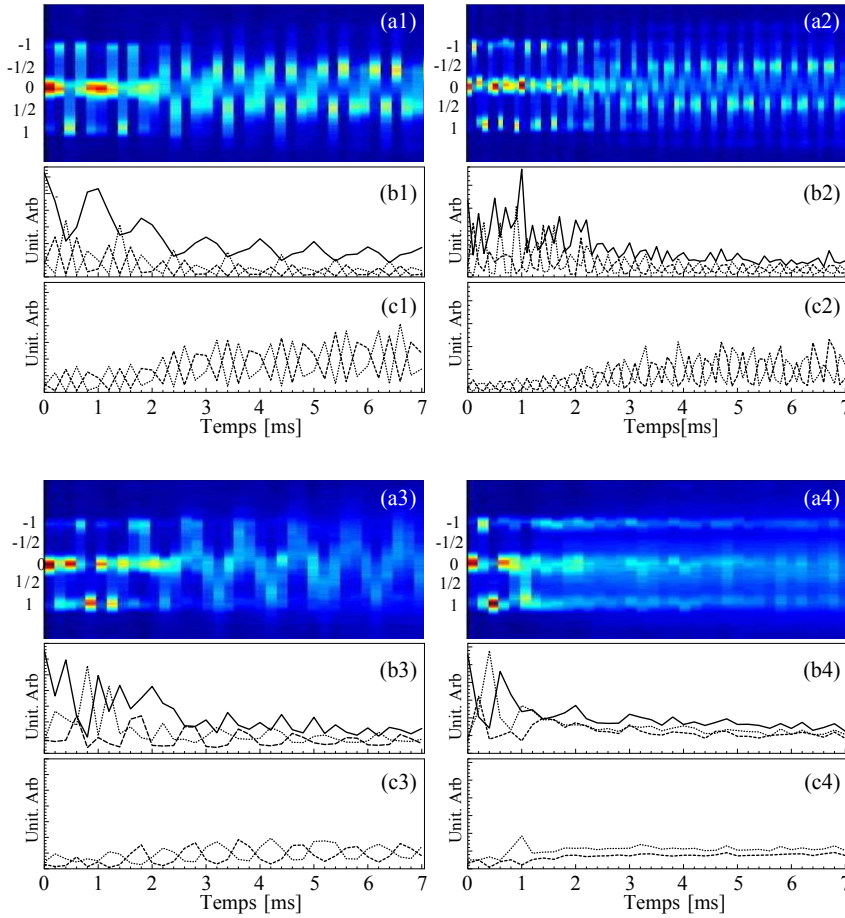 (a1)
-1
-1/2
0
1/2
1
(b1)
Unit. Arb
(c1)
Unit. Arb
0 1 2 3 4 5 6 7
Temps [ms]
(a2)
-1
-1/2
0
1/2
1
(b2)
Unit. Arb
(c2)
Unit. Arb
0 1 2 3 4 5 6 7
Temps[ms]
(a3)
-1
-1/2
0
1/2
1
(b3)
Unit. Arb
(c3)
Unit. Arb
0 1 2 3 4 5 6 7
Temps [ms]
(a4)
-1
-1/2
0
1/2
1
(b4)
Unit. Arb
(c4)
Unit. Arb
0 1 2 3 4 5 6 7
Temps [ms]